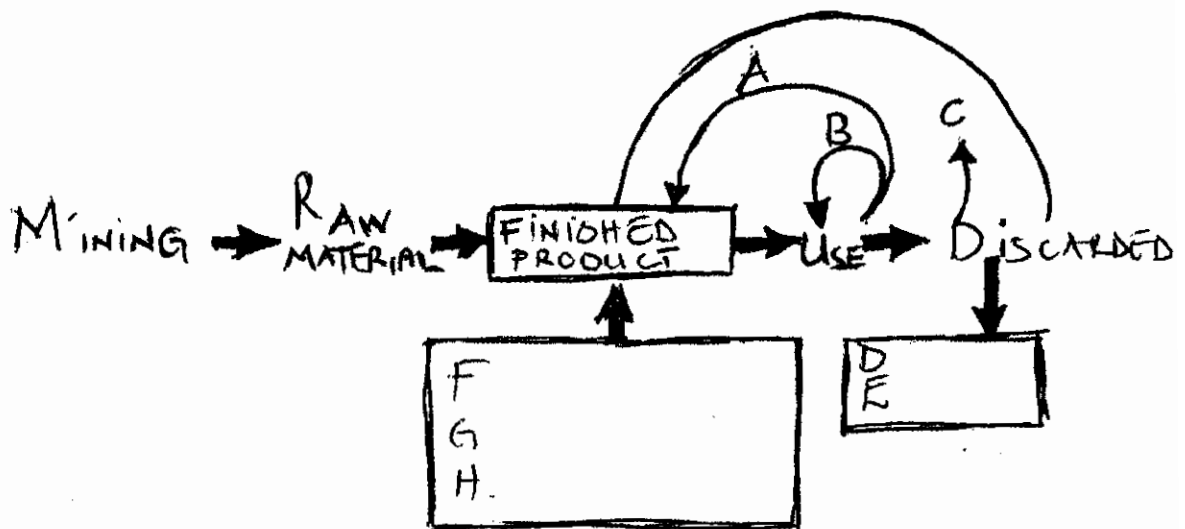 A
C
B
MINING
RAW
MATERIAL
FINIOHED
PRODUCT
USE
DISCARDED
F
G
H.
D
E